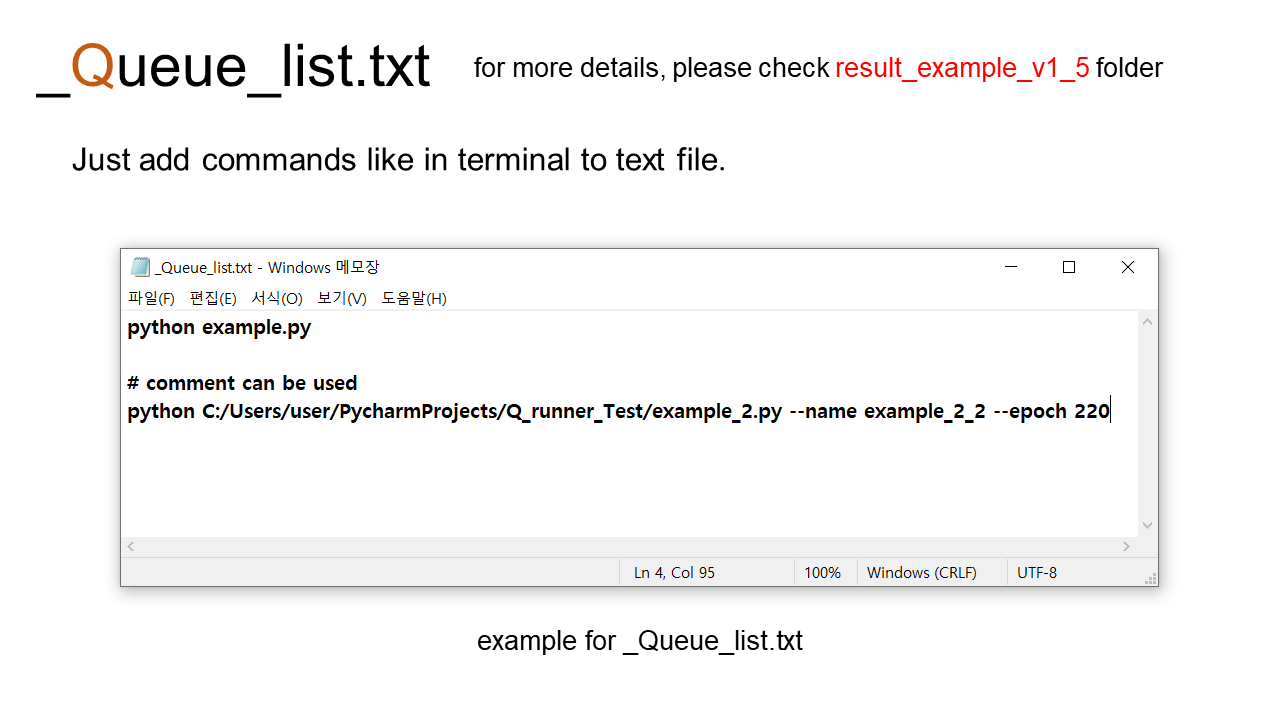 _Queue_list.txt for more details, please check result_example_v1_5 folder
Just add commands like in terminal to text file.
_Queue_list.txt - Windows 메모장
파일(F) 편집(E) 서식(O) 보기(V) 도움말(H)
python example.py
# comment can be used
python C:/Users/user/PycharmProjects/Q_runner_Test/example_2.py --name example_2_2 --epoch 220
Ln 4, Col 95 100% Windows (CRLF) UTF-8
example for _Queue_list.txt